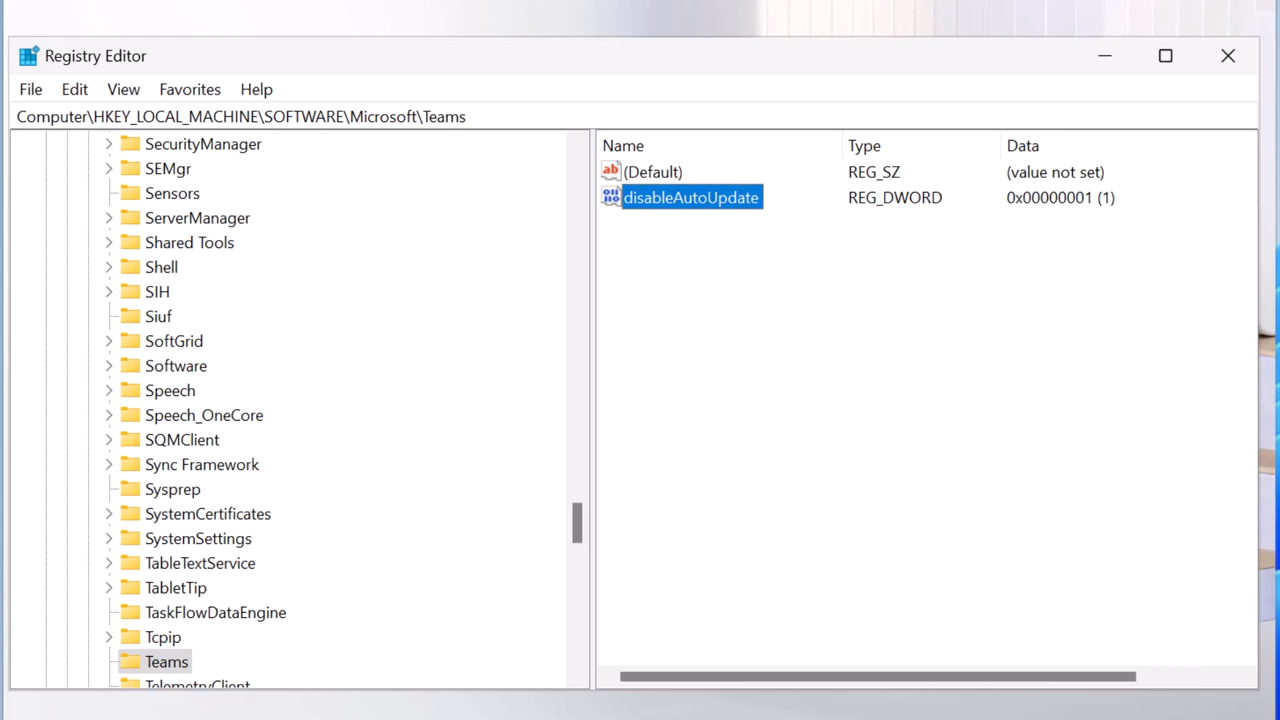 Registry Editor
File Edit View Favorites Help
Computer\HKEY_LOCAL_MACHINE\SOFTWARE\Microsoft\Teams
SecurityManager
SEMgr
Sensors
ServerManager
Shared Tools
Shell
SIH
Siuf
SoftGrid
Software
Speech
Speech_OneCore
SQMClient
Sync Framework
Sysprep
SystemCertificates
SystemSettings
TableTextService
TabletTip
TaskFlowDataEngine
Tcpip
Teams
TelemetryClient
Name Type Data
(Default) REG_SZ (value not set)
disableAutoUpdate REG_DWORD 0x00000001 (1)